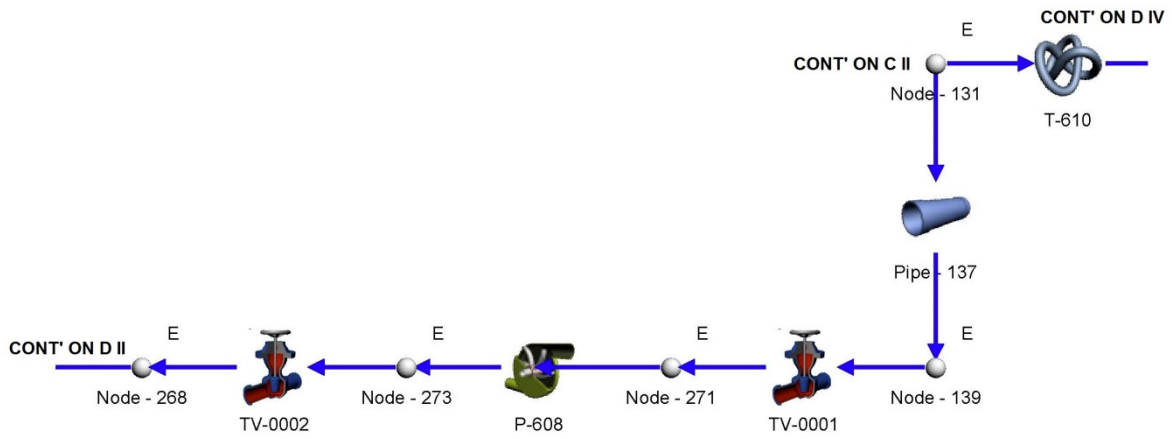 CONT' ON D IV
E
CONT' ON C II
Node - 131
T-610
Pipe - 137
E
E
E
E
CONT' ON D II
Node - 268
Node - 273
Node - 271
Node - 139
TV-0002
P-608
TV-0001